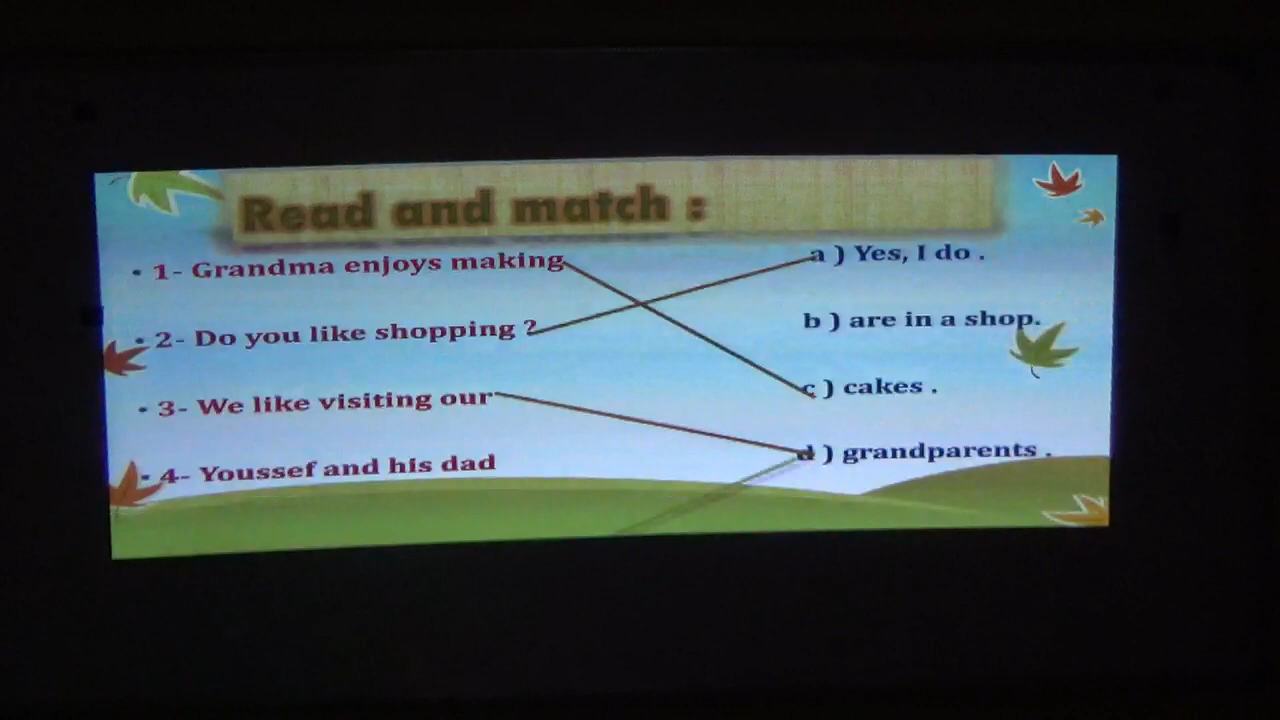 Read and match :
• 1- Grandma enjoys making
a ) Yes, I do .
• 2- Do you like shopping ?
b ) are in a shop.
• 3- We like visiting our
c ) cakes .
• 4- Youssef and his dad
d ) grandparents .